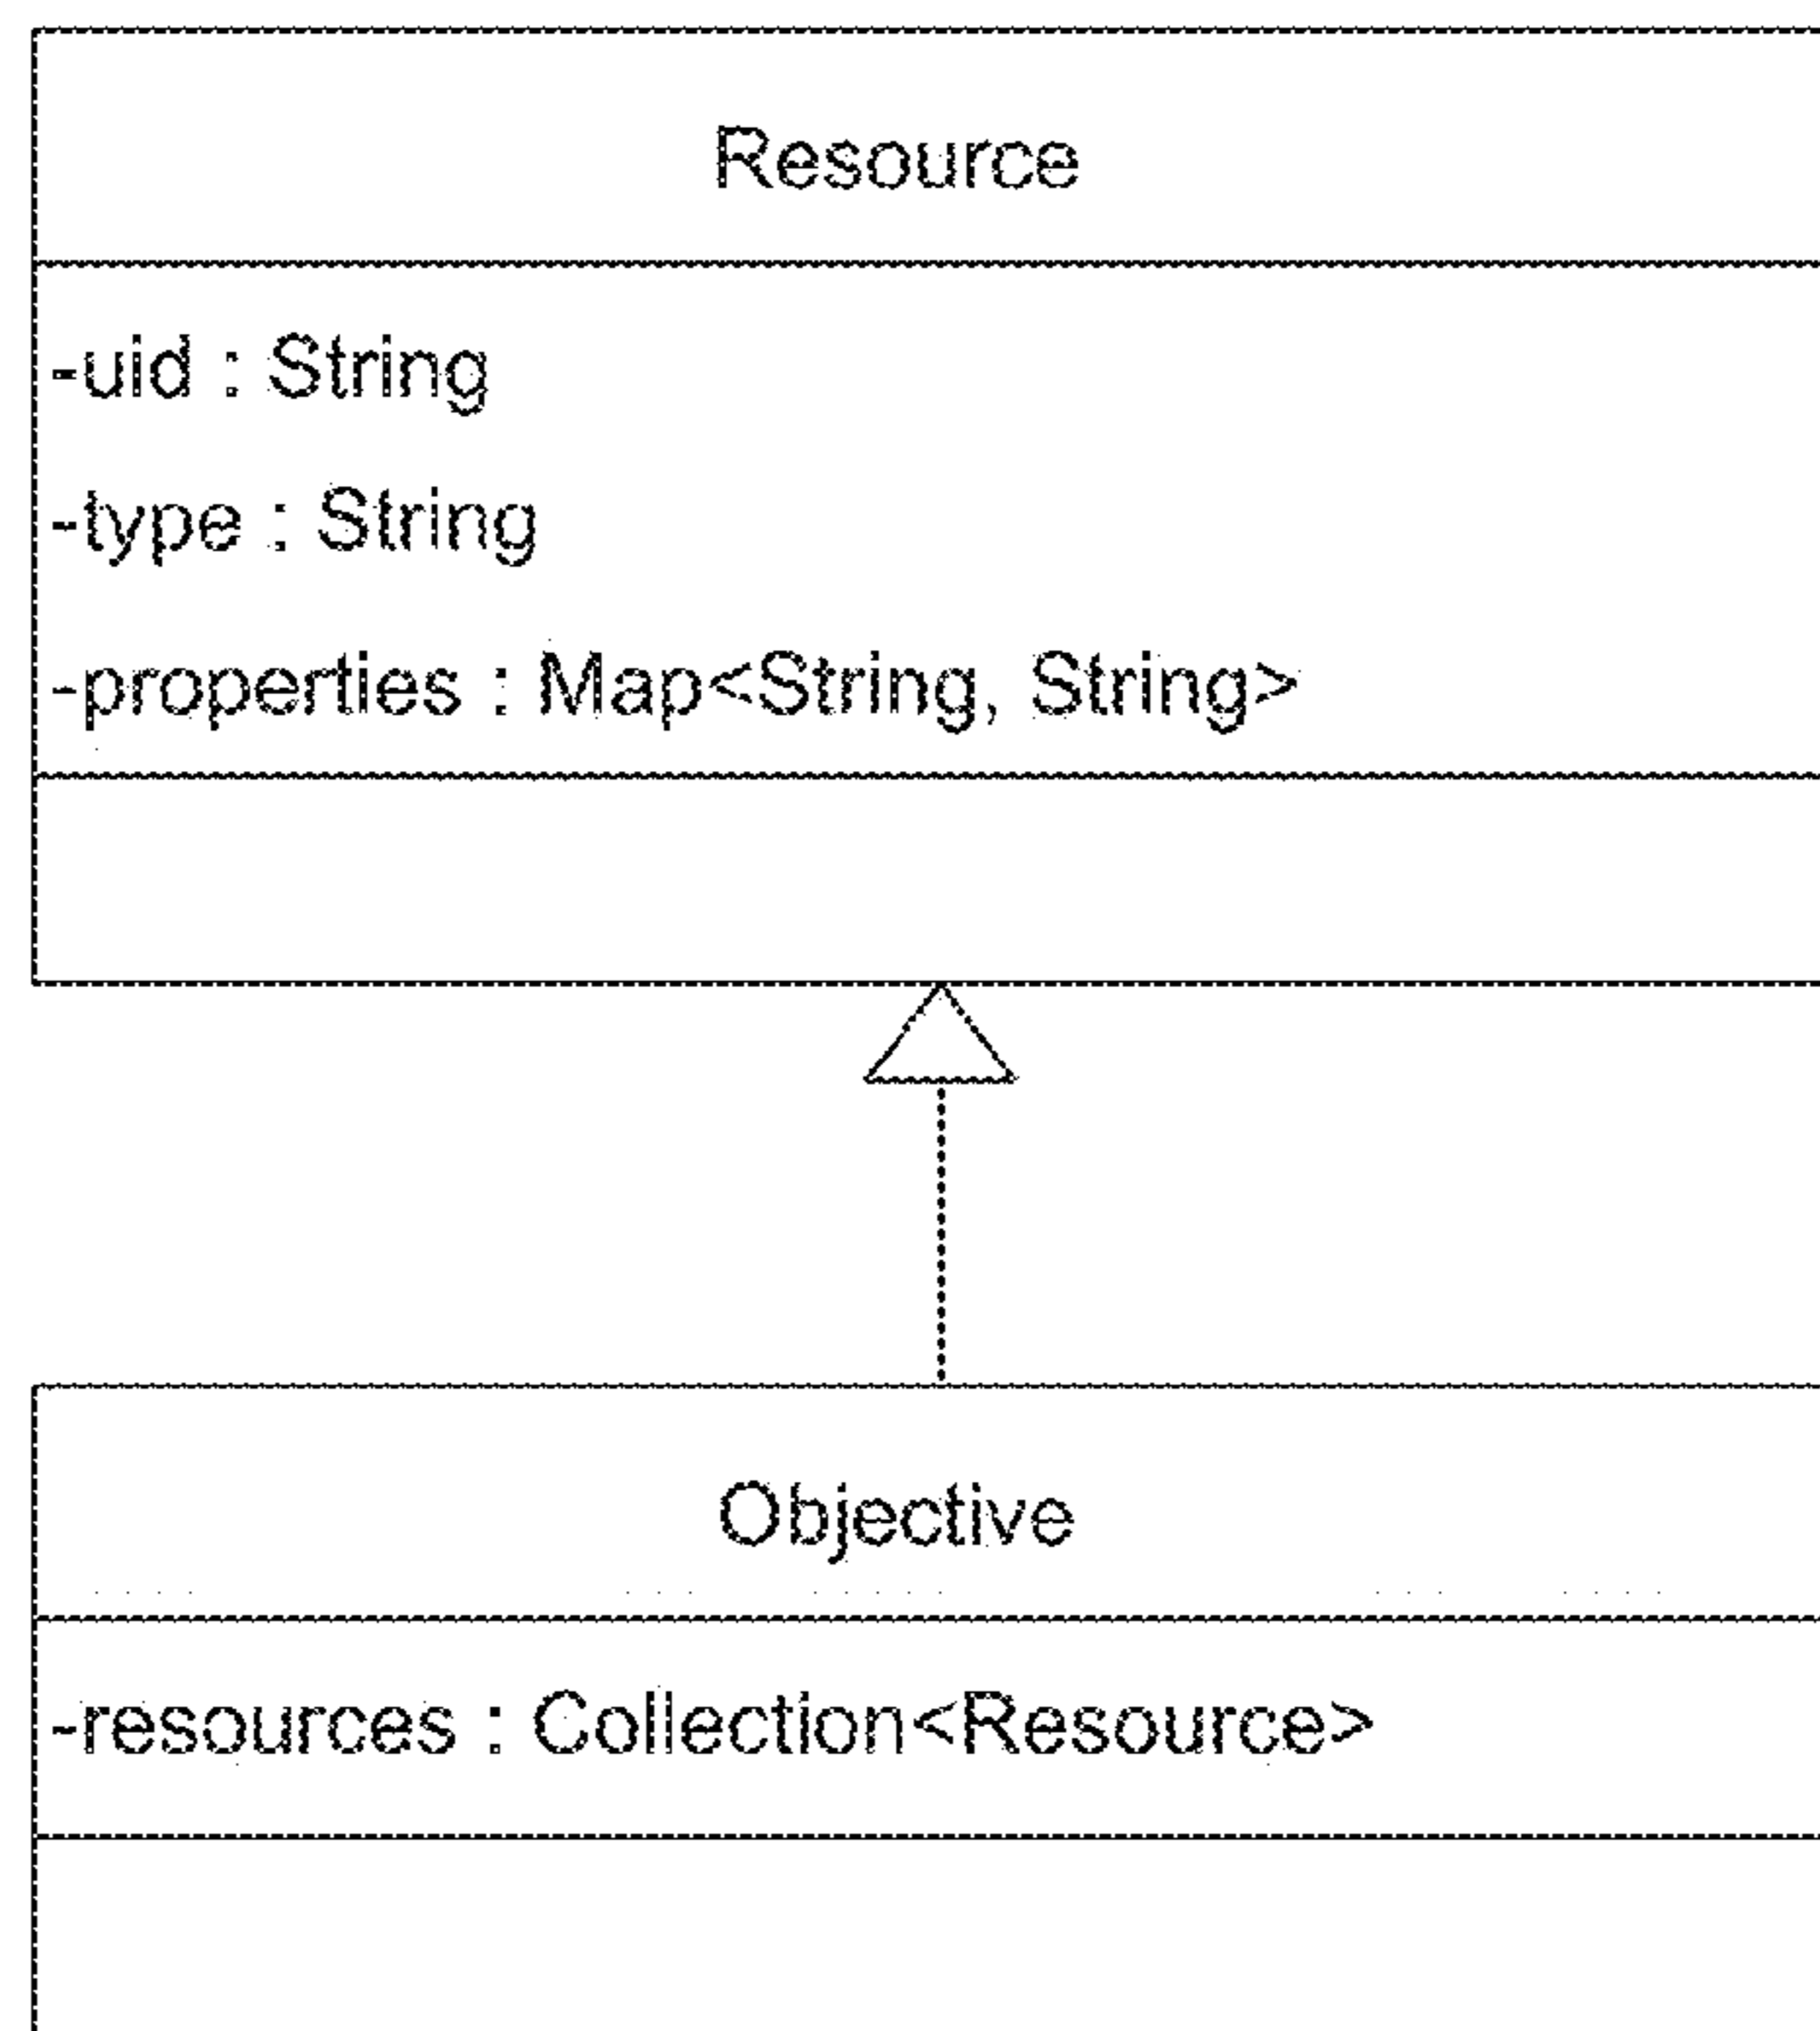 Resource
-uid : String
-type : String
-properties : Map<String, String>
Objective
-resources : Collection<Resource>